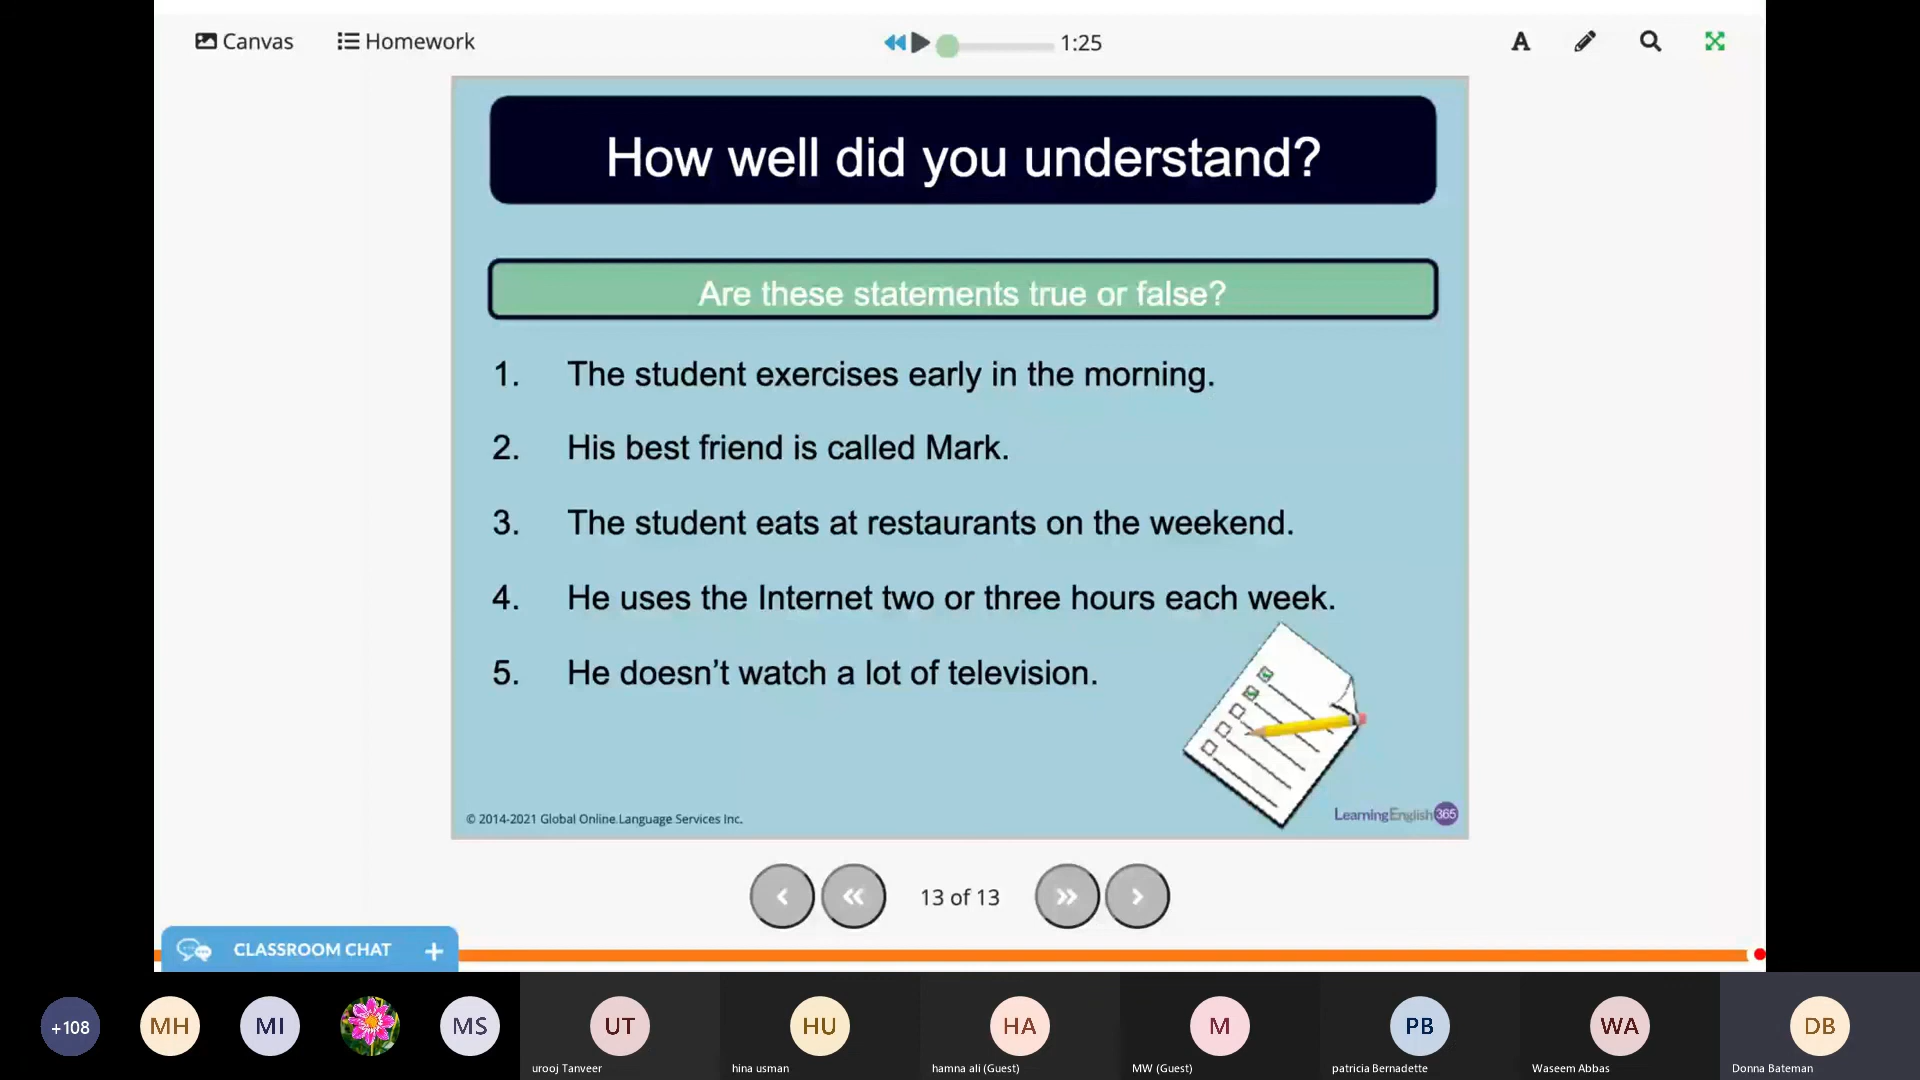 Canvas
Homework
1:25
A
How well did you understand?
Are these statements true or false?
1. The student exercises early in the morning.
2. His best friend is called Mark.
3. The student eats at restaurants on the weekend.
4. He uses the Internet two or three hours each week.
5. He doesn't watch a lot of television.
© 2014-2021 Global Online Language Services Inc.
LearningEnglish 365
13 of 13
CLASSROOM CHAT +
+108 MH MI MS UT HU HA M PB WA DB
urooj Tanveer hina usman hamna ali (Guest) MW (Guest) patricia Bernadette Waseem Abbas Donna Bateman